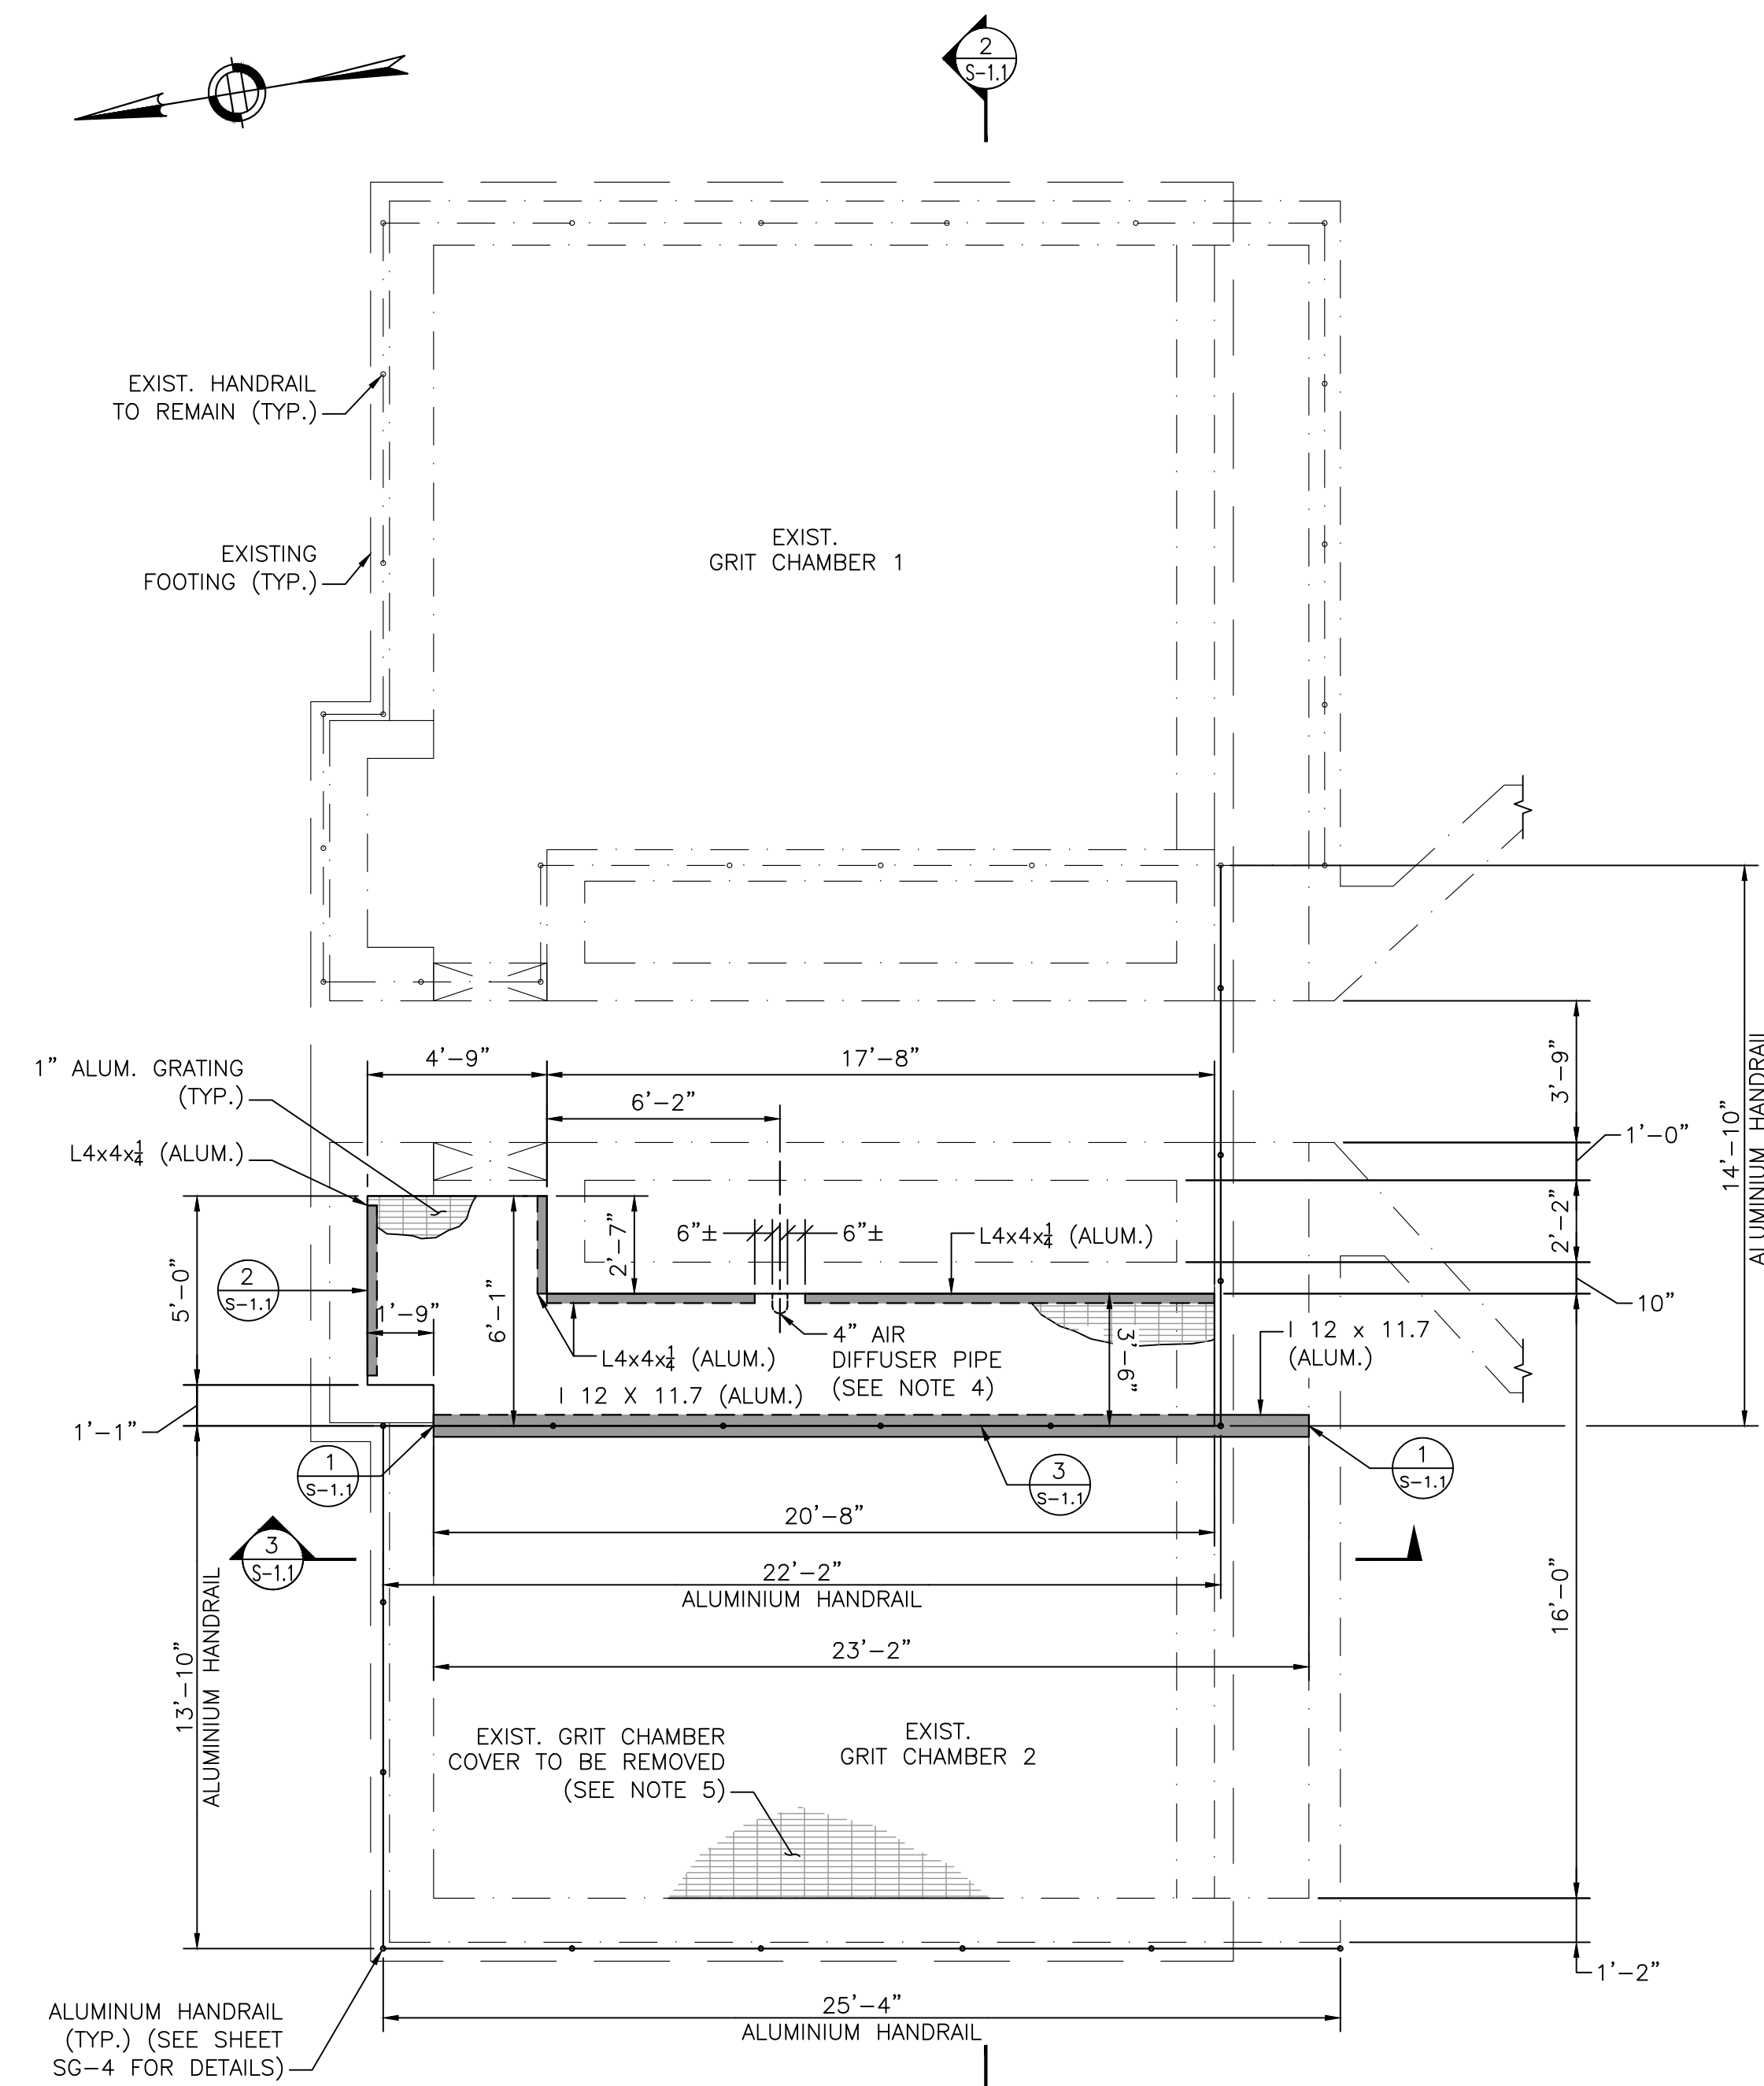 2
S-1.1
EXIST. HANDRAIL
TO REMAIN (TYP.)
EXISTING
FOOTING (TYP.)
EXIST.
GRIT CHAMBER 1
1" ALUM. GRATING
(TYP.)
L4x4x¼ (ALUM.)
4'-9"
17'-8"
6'-2"
3'-9"
1'-0"
14'-10"
ALUMINIUM HANDRAIL
2'-2"
10"
2
S-1.1
5'-0"
1'-9"
6'-1"
2'-7"
6"±
6"±
L4x4x¼ (ALUM.)
L4x4x¼ (ALUM.)
I 12 X 11.7 (ALUM.)
4" AIR
DIFFUSER PIPE
(SEE NOTE 4)
3'-6"
I 12 x 11.7
(ALUM.)
1'-1"
1
S-1.1
3
S-1.1
1
S-1.1
3
S-1.1
20'-8"
22'-2"
ALUMINIUM HANDRAIL
23'-2"
16'-0"
13'-10"
ALUMINIUM HANDRAIL
EXIST. GRIT CHAMBER
COVER TO BE REMOVED
(SEE NOTE 5)
EXIST.
GRIT CHAMBER 2
1'-2"
25'-4"
ALUMINIUM HANDRAIL
ALUMINUM HANDRAIL
(TYP.) (SEE SHEET
SG-4 FOR DETAILS)